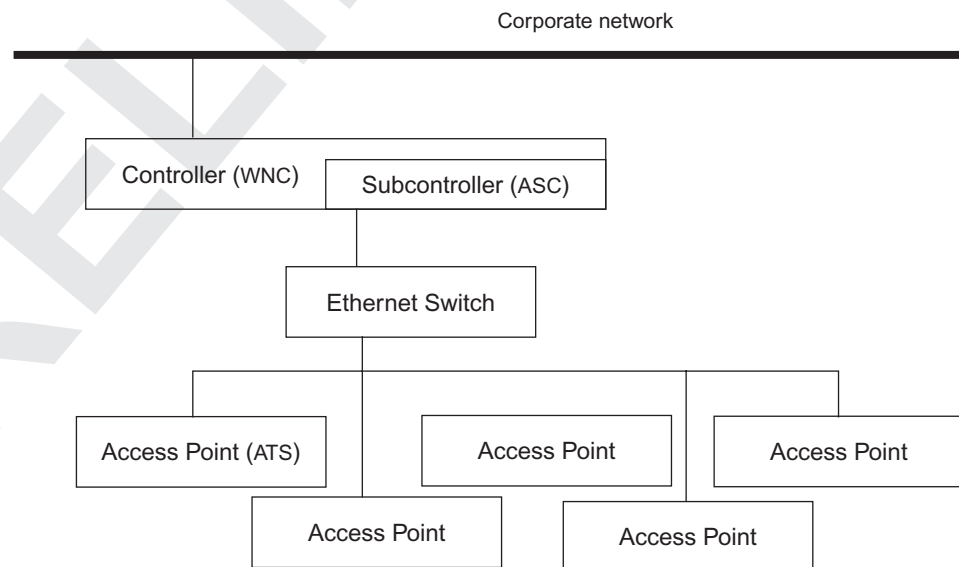 Corporate network
Controller (WNC)
Subcontroller (ASC)
Ethernet Switch
Access Point (ATS)
Access Point
Access Point
Access Point
Access Point